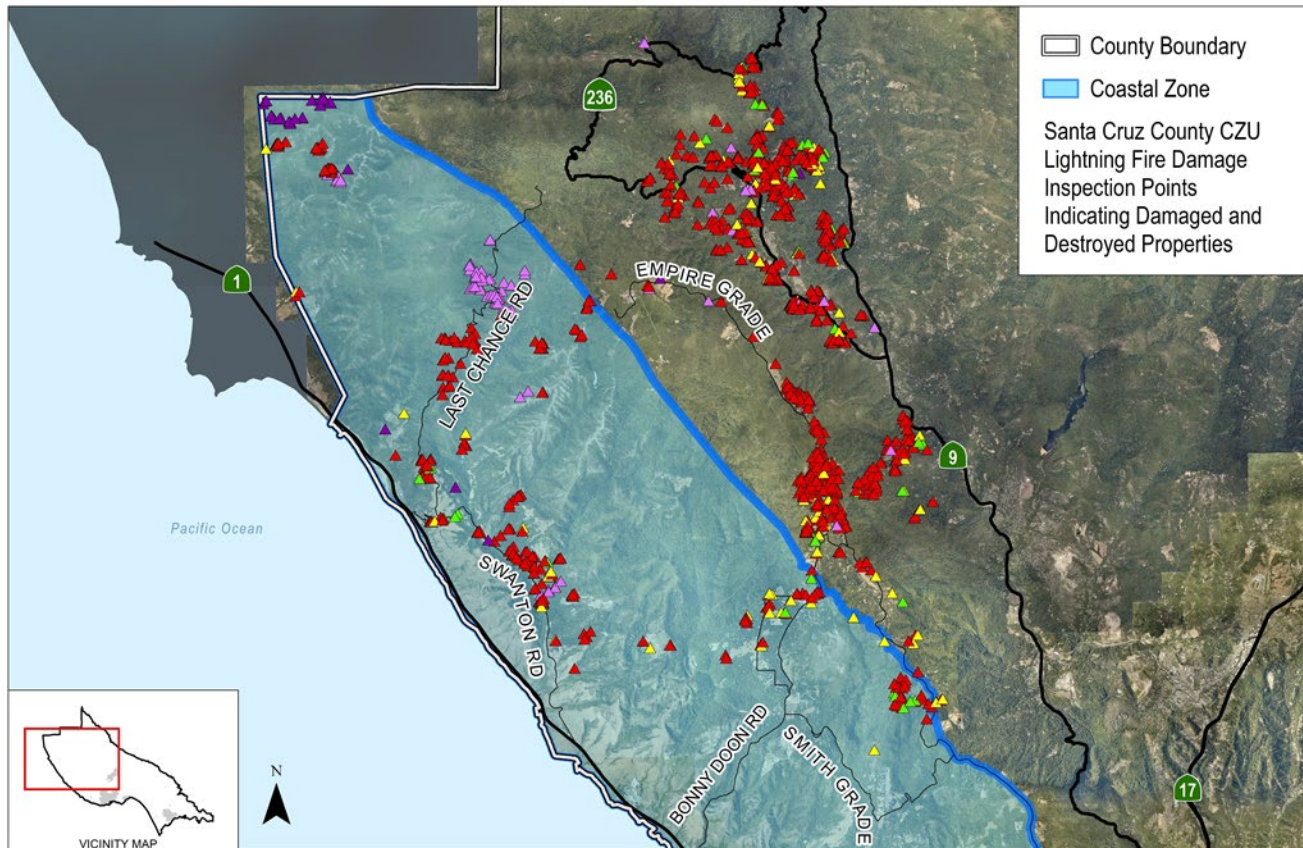 County Boundary
Coastal Zone
Santa Cruz County CZU
Lightning Fire Damage
Inspection Points
Indicating Damaged and
Destroyed Properties
236
1
EMPIRE GRADE
LAST CHANCE RD
9
Pacific Ocean
SWANTON RD
BONNY DOON RD
SMITH GRADE
17
N
VICINITY MAP